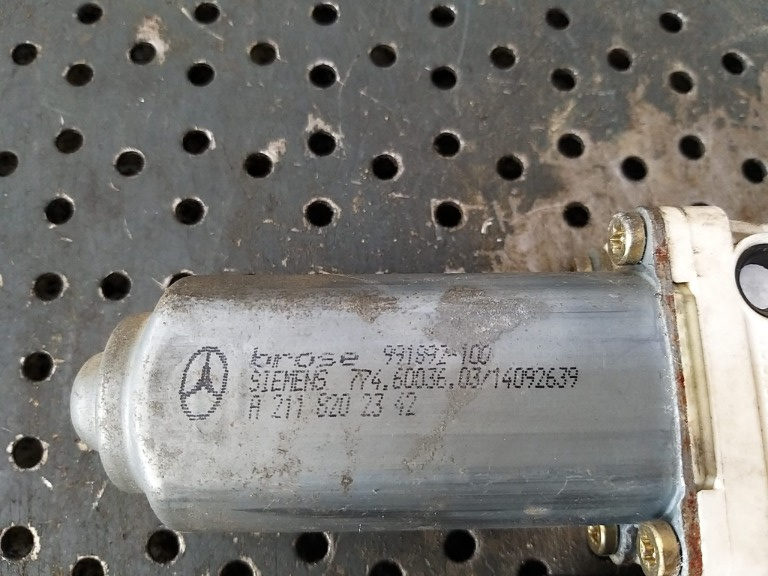 brose 991892-100
SIEMENS 774.60036.03/14092639
A 211 820 23 42